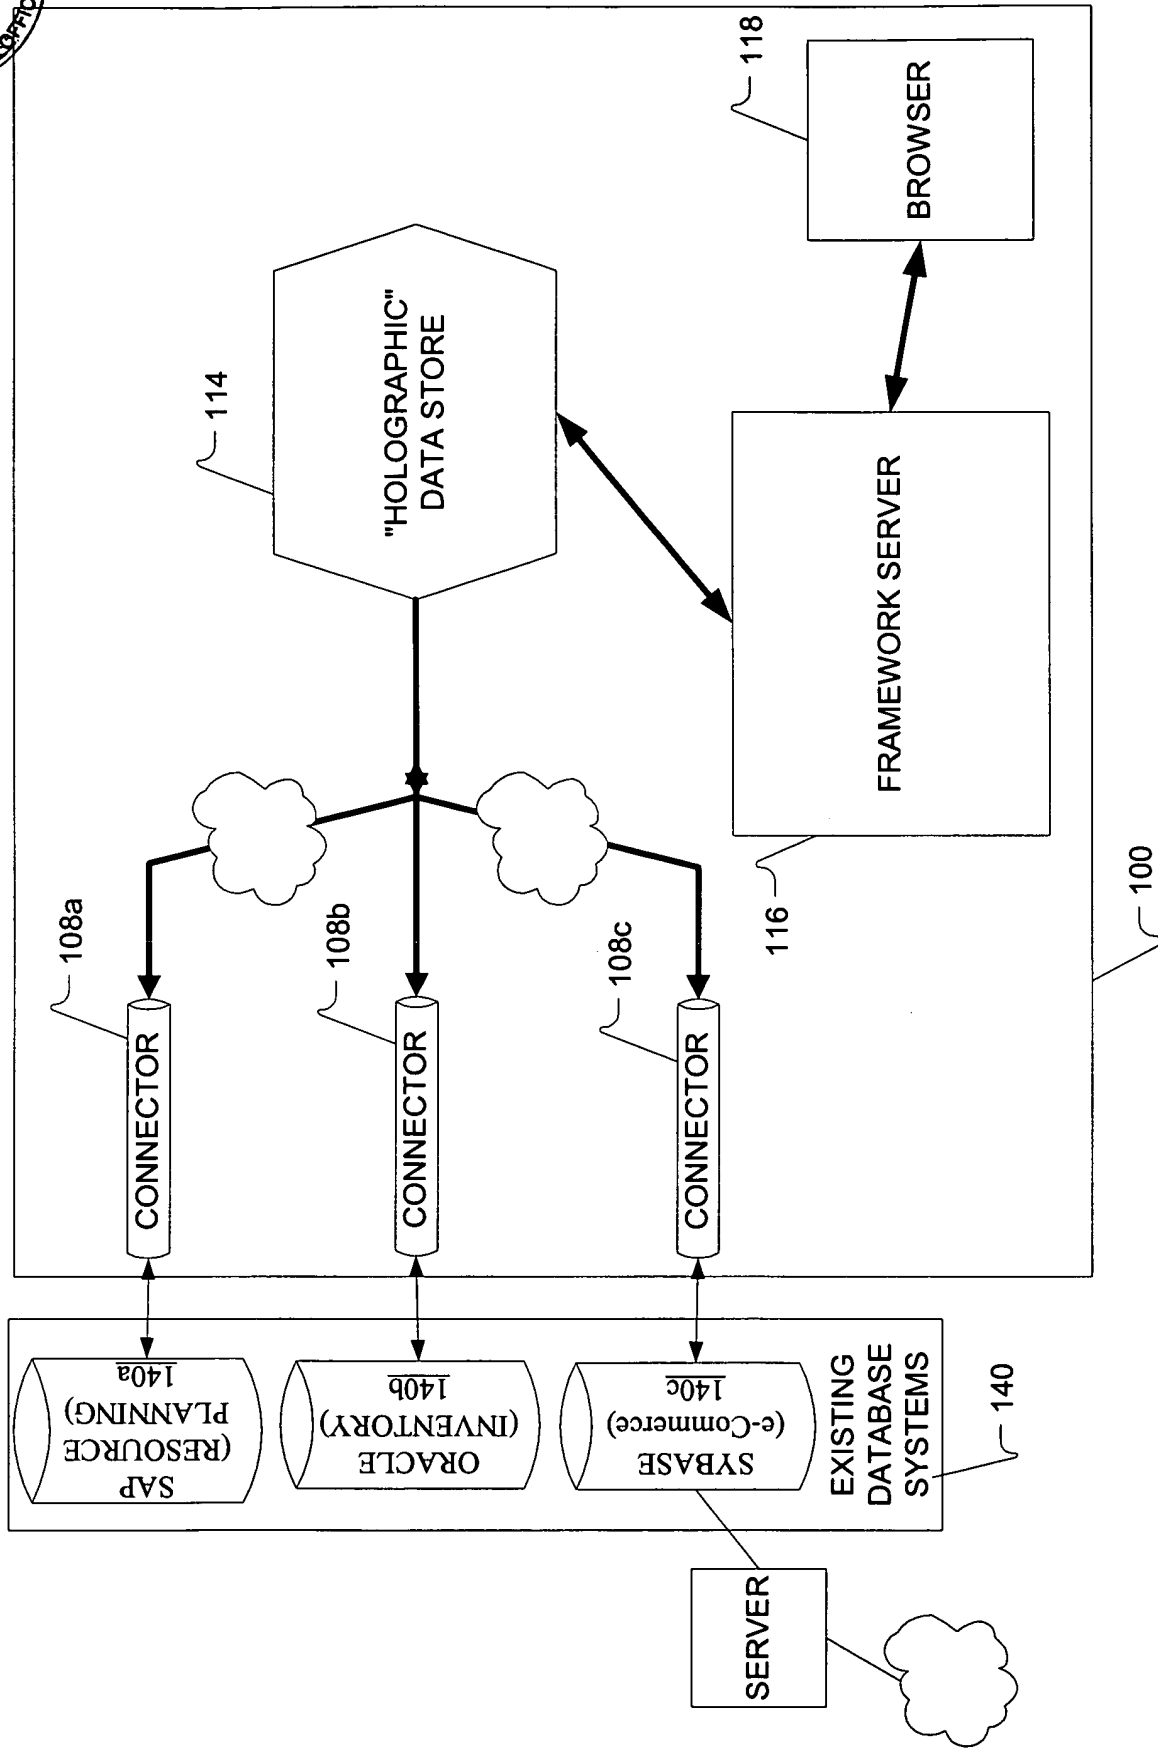 OFFIC
108a
CONNECTOR
108b
CONNECTOR
108c
CONNECTOR
114
"HOLOGRAPHIC"
DATA STORE
116
FRAMEWORK SERVER
118
BROWSER
100
SAP
(RESOURCE
PLANNING)
140a
ORACLE
(INVENTORY)
140b
SYBASE
(e-Commerce)
140c
EXISTING
DATABASE
SYSTEMS
140
SERVER